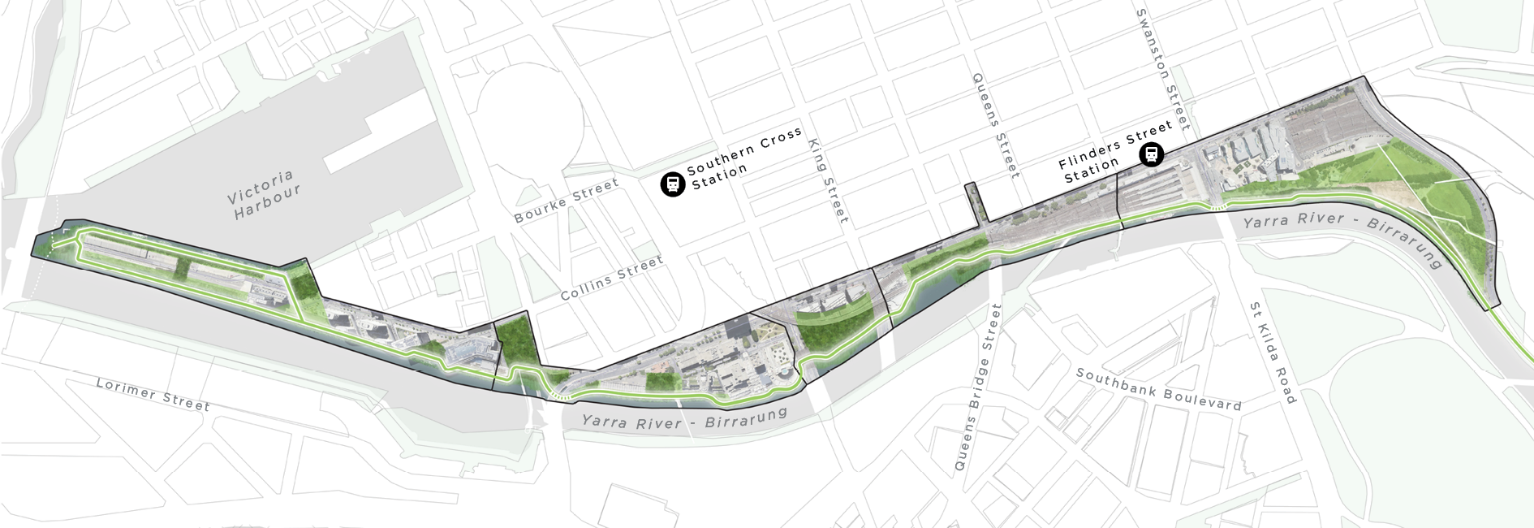 Swanston Street
Queens Street
Flinders Street
Station
Southern Cross
Station
King Street
Victoria
Harbour
Bourke Street
Collins Street
Yarra River - Birrarung
Lorimer Street
Yarra River - Birrarung
Queens Bridge Street
St Kilda Road
Southbank Boulevard